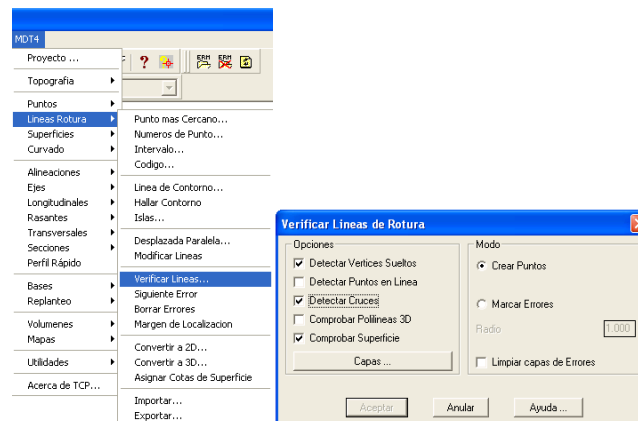 MDT4
Proyecto ...
Topografia
Puntos
Lineas Rotura
Superficies
Curvado
Alineaciones
Ejes
Longitudinales
Rasantes
Transversales
Secciones
Perfil Rápido
Bases
Replanteo
Volumenes
Mapas
Utilidades
Acerca de TCP...
?
ERM
ERM
Punto mas Cercano...
Numeros de Punto...
Intervalo...
Codigo...
Linea de Contorno...
Hallar Contorno
Islas...
Desplazada Paralela...
Modificar Lineas
Verificar Lineas...
Siguiente Error
Borrar Errores
Margen de Localizacion
Convertir a 2D...
Convertir a 3D...
Asignar Cotas de Superficie
Importar...
Exportar...
Verificar Lineas de Rotura
Opciones
Detectar Vertices Sueltos
Detectar Puntos en Linea
Detectar Cruces
Comprobar Polilineas 3D
Comprobar Superficie
Capas ...
Modo
Crear Puntos
Marcar Errores
Radio 1.000
Limpiar capas de Errores
Aceptar Anular Ayuda ...